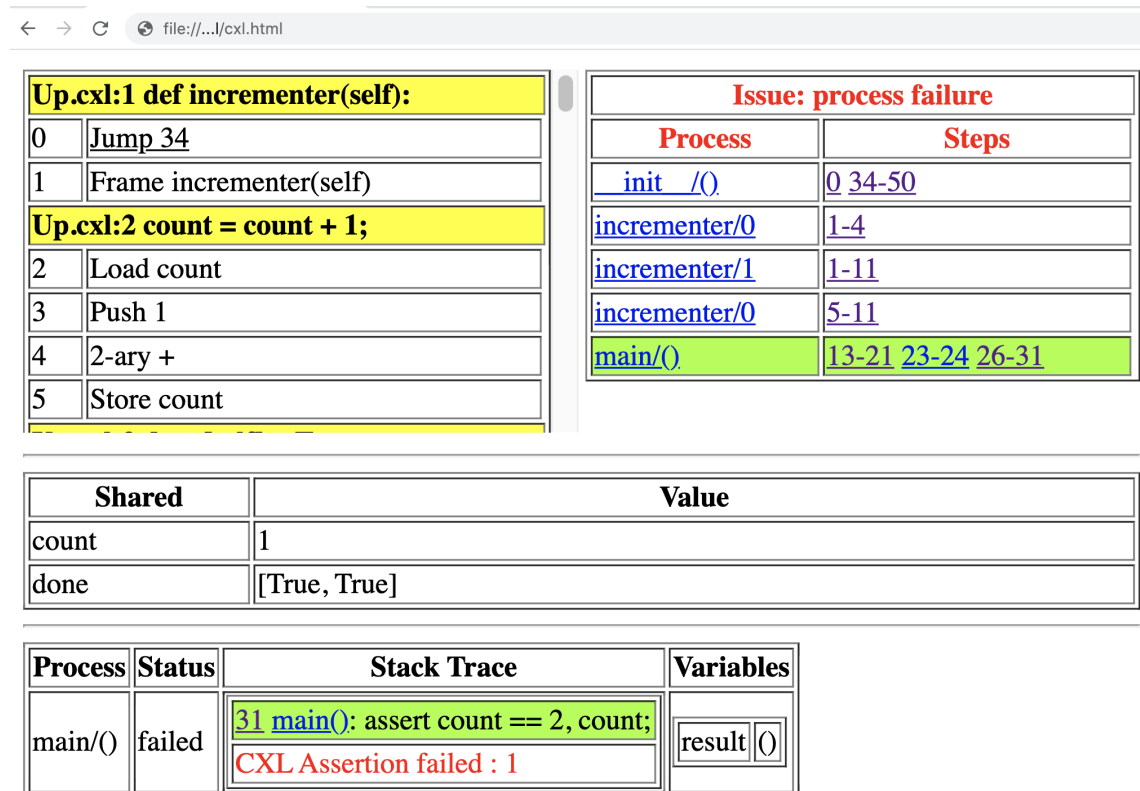 file://...l/cxl.html
Up.cxl:1 def incrementer(self):
0 Jump 34
1 Frame incrementer(self)
Up.cxl:2 count = count + 1;
2 Load count
3 Push 1
4 2-ary +
5 Store count
Issue: process failure
Process Steps
__init__/() 0 34-50
incrementer/0 1-4
incrementer/1 1-11
incrementer/0 5-11
main/() 13-21 23-24 26-31
Shared Value
count 1
done [True, True]
Process Status Stack Trace Variables
main/() failed 31 main(): assert count == 2, count; result ()
CXL Assertion failed : 1